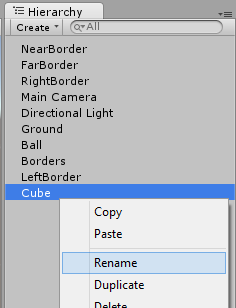 Hierarchy
Create All
NearBorder
FarBorder
RightBorder
Main Camera
Directional Light
Ground
Ball
Borders
LeftBorder
Cube
Copy
Paste
Rename
Duplicate
Delete